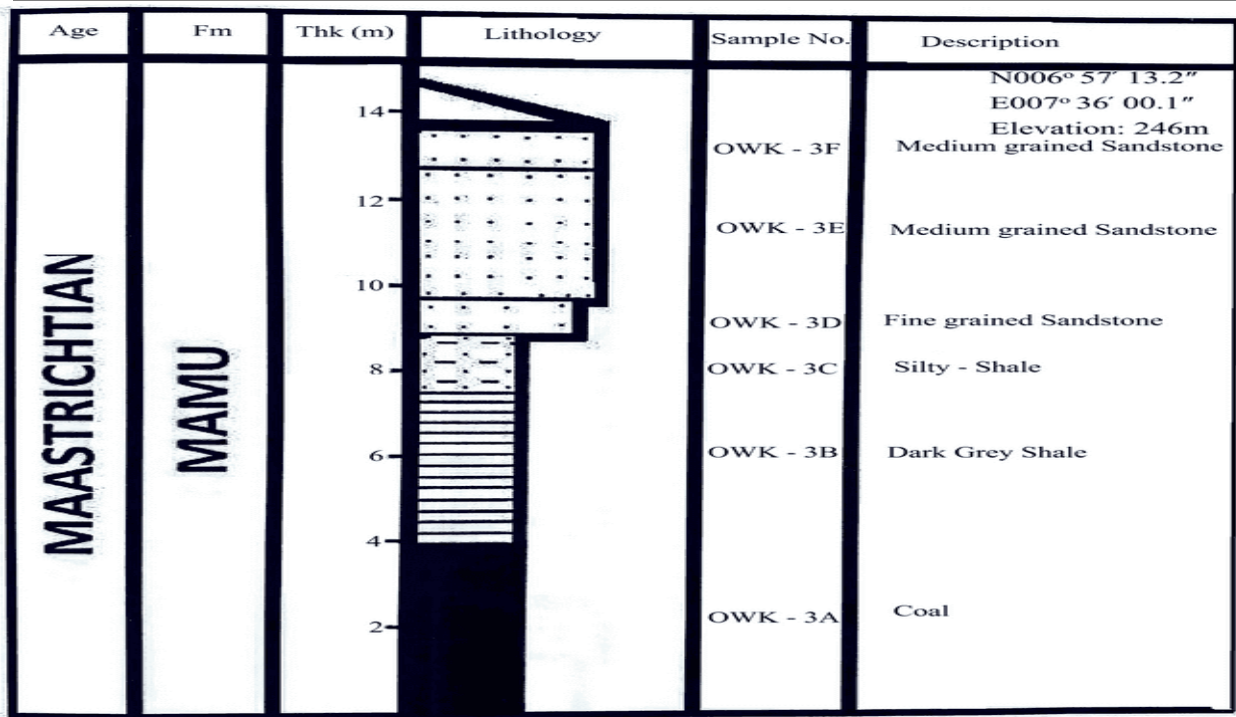 Age Fm Thk (m) Lithology Sample No. Description
N006° 57′ 13.2″
E007° 36′ 00.1″
Elevation: 246m
14
OWK - 3F Medium grained Sandstone
12
OWK - 3E Medium grained Sandstone
10
OWK - 3D Fine grained Sandstone
8 OWK - 3C Silty - Shale
6 OWK - 3B Dark Grey Shale
4
2 OWK - 3A Coal
MAASTRICHTIAN
MAMU